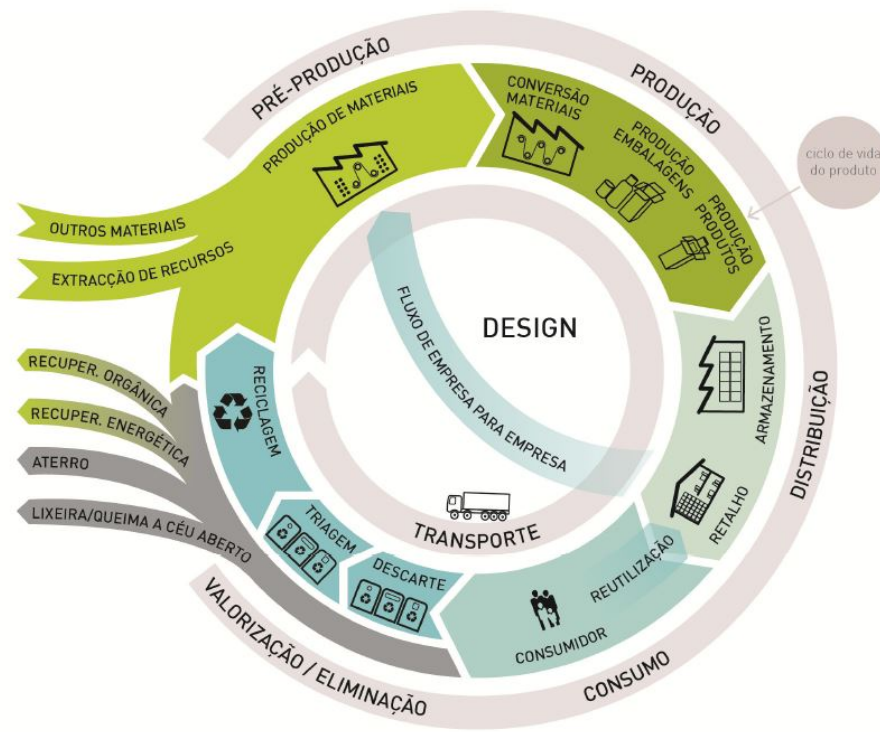 PRÉ-PRODUÇÃO
PRODUÇÃO
PRODUÇÃO DE MATERIAIS
CONVERSÃO
MATERIAIS
PRODUÇÃO
EMBALAGENS
PRODUÇÃO
PRODUTOS
ciclo de vida
do produto
OUTROS MATERIAIS
EXTRACÇÃO DE RECURSOS
DESIGN
FLUXO DE EMPRESA PARA EMPRESA
ARMAZENAMENTO
RETALHO
DISTRIBUIÇÃO
RECUPER. ORGÂNICA
RECUPER. ENERGÉTICA
ATERRO
LIXEIRA/QUEIMA A CÉU ABERTO
RECICLAGEM
TRIAGEM
DESCARTE
TRANSPORTE
REUTILIZAÇÃO
CONSUMIDOR
CONSUMO
VALORIZAÇÃO / ELIMINAÇÃO